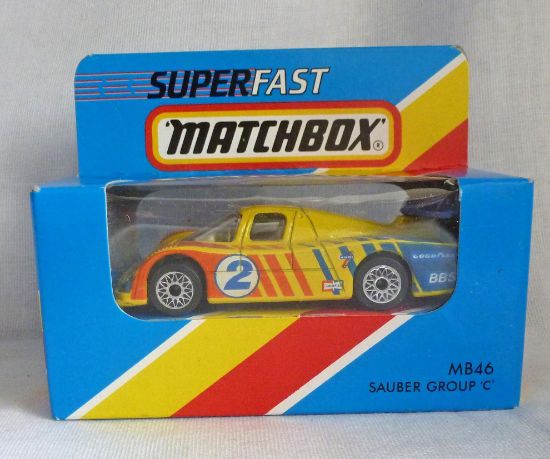 SUPERFAST
"MATCHBOX"
®
2
GOODYEAR
BBS
MB46
SAUBER GROUP 'C'